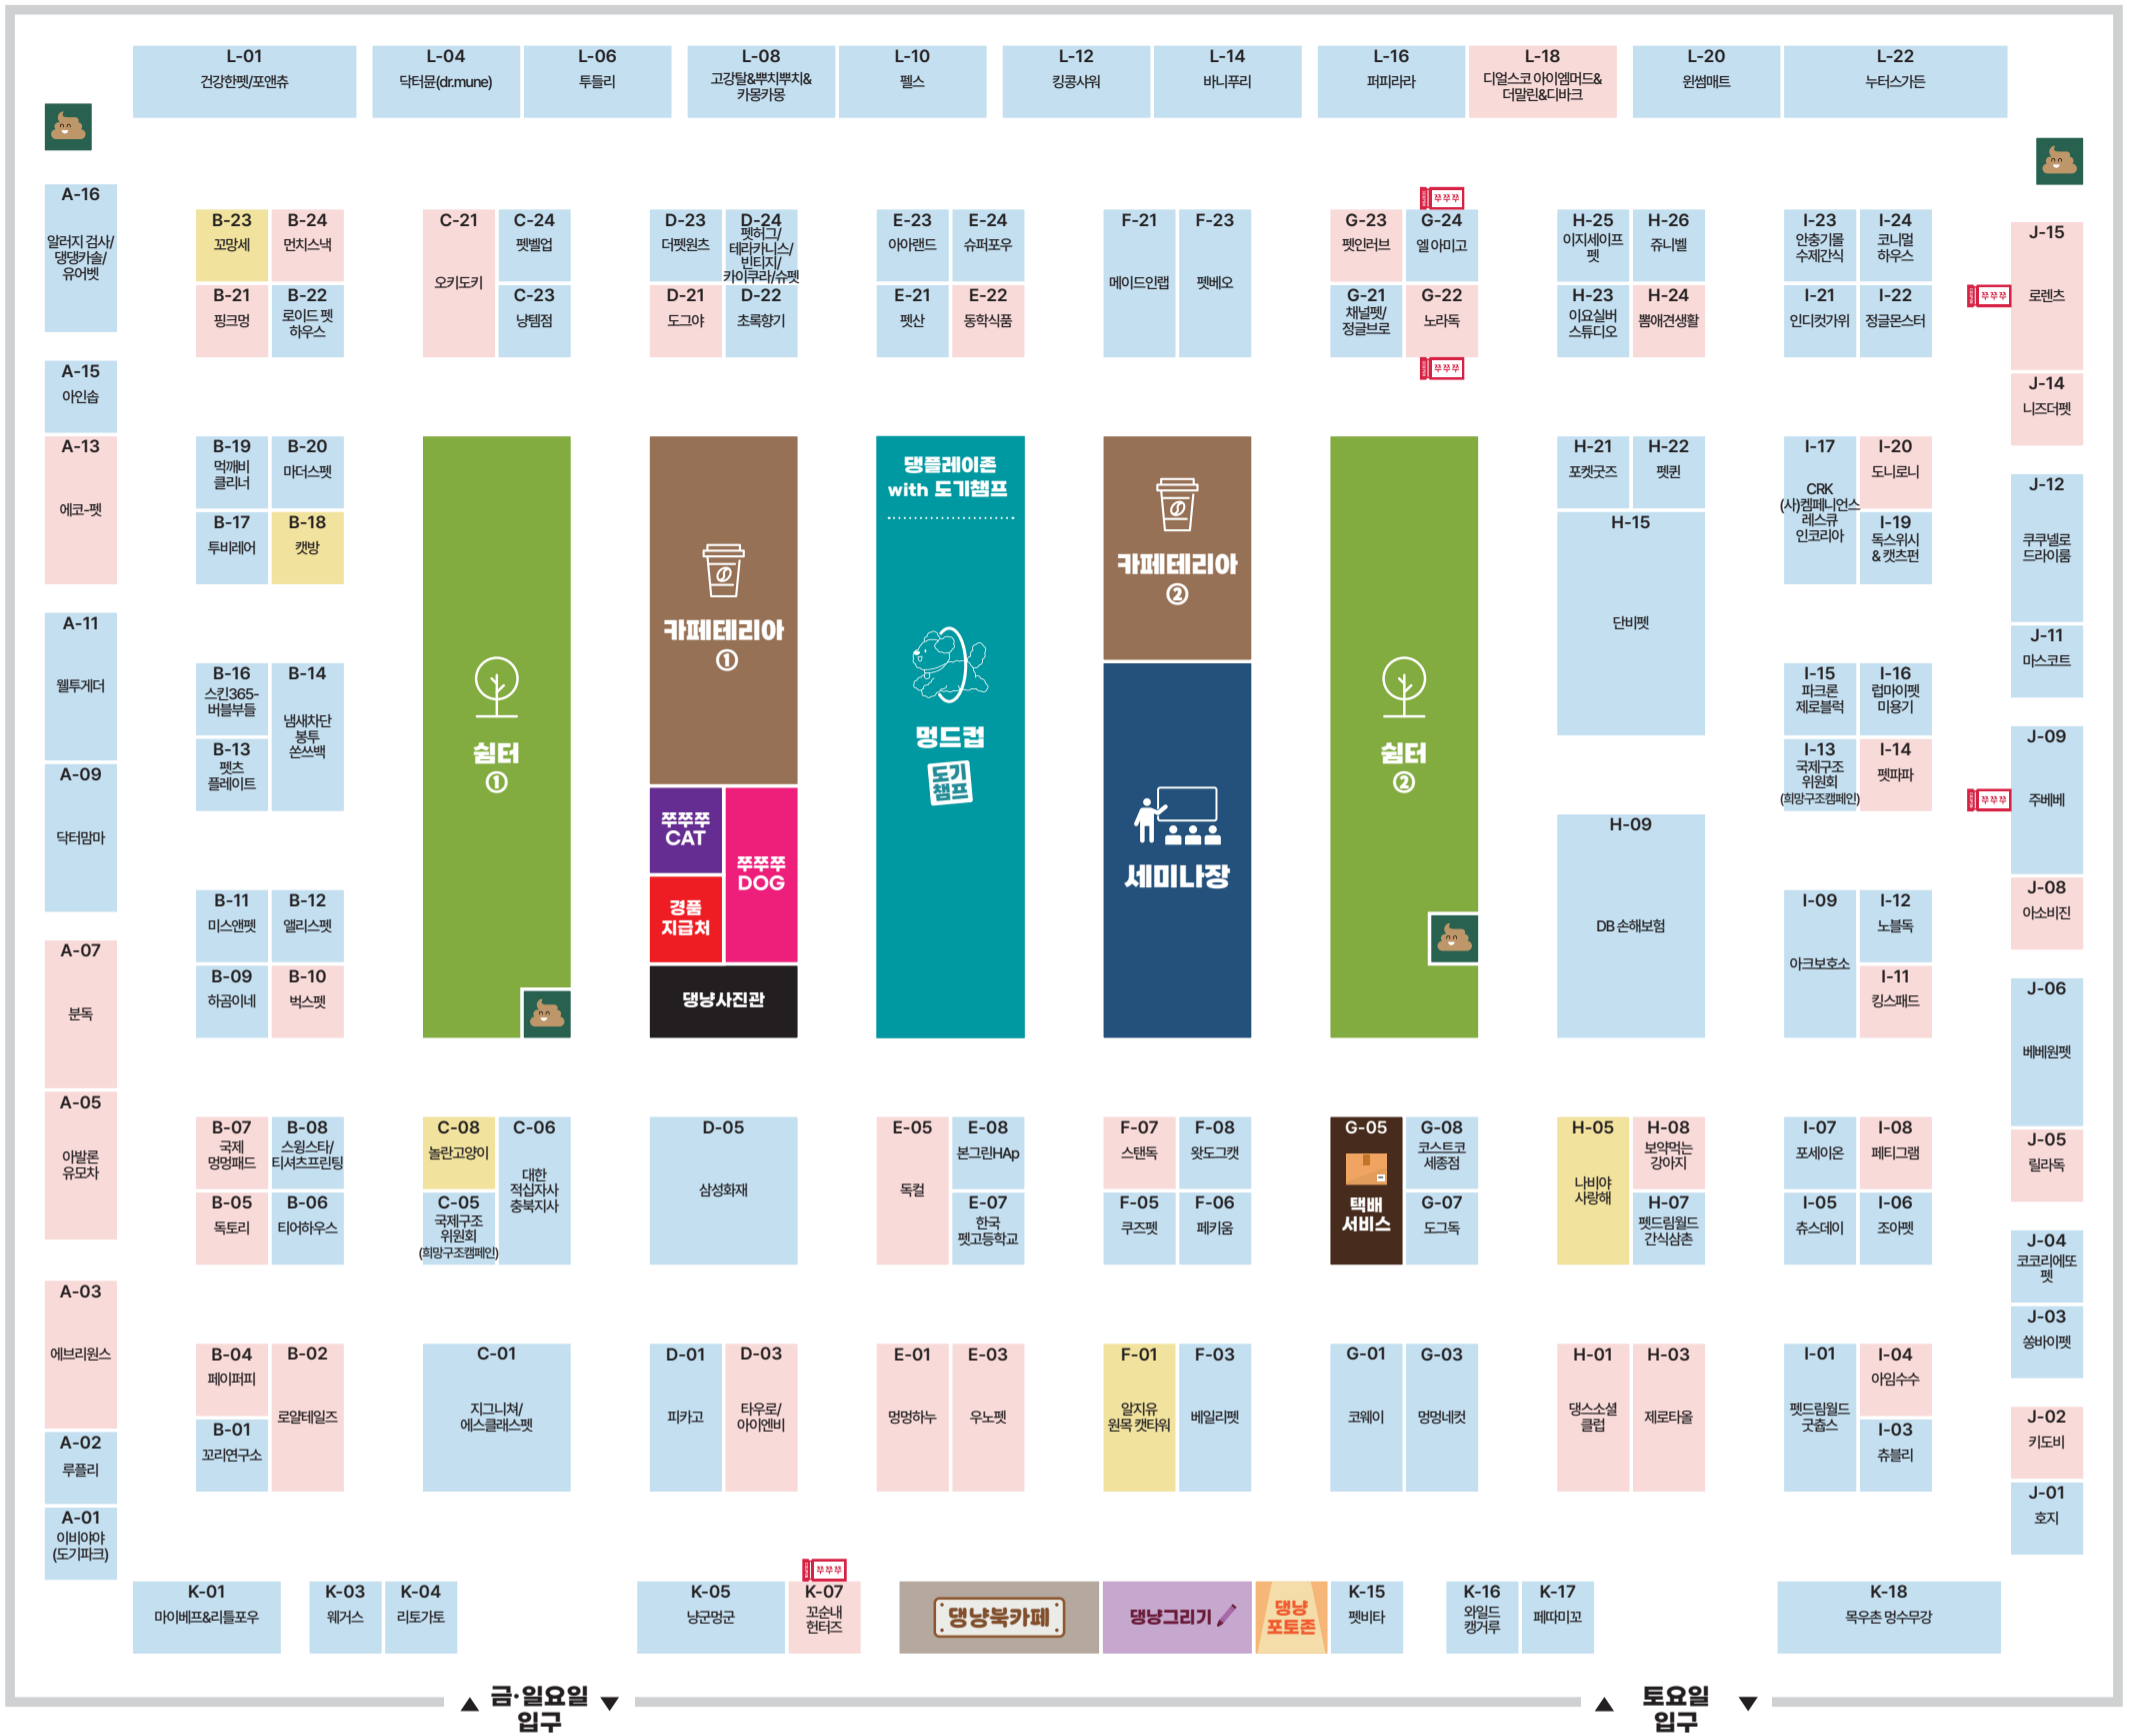 L-01
건강한펫/포앤츄
L-04
닥터뮨(dr.mune)
L-06
투들리
L-08
고강탈&뿌치뿌치&
카몽카몽
L-10
펠스
L-12
킹콩샤워
L-14
바니푸리
L-16
퍼피라라
L-18
디얼스코 아이엠머드&
더말린&디바크
L-20
윈썸매트
L-22
누터스가든
A-16
알러지 검사/
댕댕카솔/
유어벳
A-15
아인솝
A-13
에코-펫
A-11
웰투게더
A-09
닥터맘마
A-07
분독
A-05
아발론
유모차
A-03
에브리원스
A-02
루플리
A-01
이비야야
(도기파크)
B-23
꼬망세
B-24
먼치스낵
B-21
핑크멍
B-22
로이드 펫
하우스
C-21
오키도키
C-24
펫벨업
C-23
냥템점
D-23
더펫원츠
D-24
펫허그/
테라카니스/
빈티지/
카이쿠라/슈펫
D-21
도그야
D-22
초록향기
E-23
아아랜드
E-24
슈퍼포우
E-21
펫산
E-22
동학식품
F-21
메이드인랩
F-23
펫베오
쭈쭈쭈
G-23
펫인러브
G-24
엘 아미고
G-21
채널펫/
정글브로
G-22
노라독
쭈쭈쭈
H-25
이지세이프
펫
H-26
쥬니벨
H-23
이요실버
스튜디오
H-24
뽐애견생활
I-23
안충기몰
수제간식
I-24
코니멀
하우스
I-21
인디컷가위
I-22
정글몬스터
J-15
로렌츠
쭈쭈쭈
J-14
니즈더펫
B-19
먹깨비
클리너
B-20
마더스펫
B-17
투비레어
B-18
캣방
B-16
스킨365-
버블부들
B-14
냄새차단
봉투
쏜쓰백
B-13
펫츠
플레이트
B-11
미스앤펫
B-12
앨리스펫
B-09
하곰이네
B-10
벅스펫
쉼터
①
카페테리아
①
쭈쭈쭈
CAT
쭈쭈쭈
DOG
경품
지급처
댕냥사진관
댕플레이존
with 도기챔프
멍드컵
도기
챔프
카페테리아
②
세미나장
쉼터
②
H-21
포켓굿즈
H-22
펫퀸
H-15
단비펫
H-09
DB 손해보험
I-17
CRK
(사)켐페니언스
레스큐
인코리아
I-20
도니로니
I-19
독스위시
& 캣츠펀
I-15
파크론
제로블럭
I-16
럽마이펫
미용기
I-13
국제구조
위원회
(희망구조캠페인)
I-14
펫파파
I-09
아크보호소
I-12
노블독
I-11
킹스패드
J-12
쿠쿠넬로
드라이룸
J-11
마스코트
J-09
주베베
쭈쭈쭈
J-08
아소비진
J-06
베베원펫
J-05
릴라독
J-04
코코리에또
펫
J-03
쏭바이펫
J-02
키도비
J-01
호지
B-07
국제
멍멍패드
B-08
스윙스타/
티셔츠프린팅
B-05
독토리
B-06
티어하우스
C-08
놀란고양이
C-06
대한
적십자사
충북지사
C-05
국제구조
위원회
(희망구조캠페인)
D-05
삼성화재
E-05
독컬
E-08
본그린HAp
E-07
한국
펫고등학교
F-07
스탠독
F-08
왓도그캣
F-05
쿠즈펫
F-06
페키움
G-05
택배
서비스
G-08
코스트코
세종점
G-07
도그독
H-05
나비야
사랑해
H-08
보약먹는
강아지
H-07
펫드림월드
간식삼촌
I-07
포세이온
I-08
페티그램
I-05
츄스데이
I-06
조아펫
B-04
페이퍼피
B-02
로얄테일즈
B-01
꼬리연구소
C-01
지그니쳐/
에스클래스펫
D-01
피카고
D-03
타우로/
아이엔비
E-01
멍멍하누
E-03
우노펫
F-01
알지유
원목 캣타워
F-03
베일리펫
G-01
코웨이
G-03
멍멍네컷
H-01
댕스소셜
클럽
H-03
제로타올
I-01
펫드림월드
굿츕스
I-04
아임수수
I-03
츄블리
K-01
마이베프&리틀포우
K-03
웨거스
K-04
리토가토
K-05
냥군멍군
쭈쭈쭈
K-07
꼬순내
헌터즈
댕냥북카페
댕냥그리기
댕냥
포토존
K-15
펫비타
K-16
와일드
캥거루
K-17
페따미꼬
K-18
목우촌 멍수무강
▲ 금·일요일 ▼
입구
▲ 토요일 ▼
입구